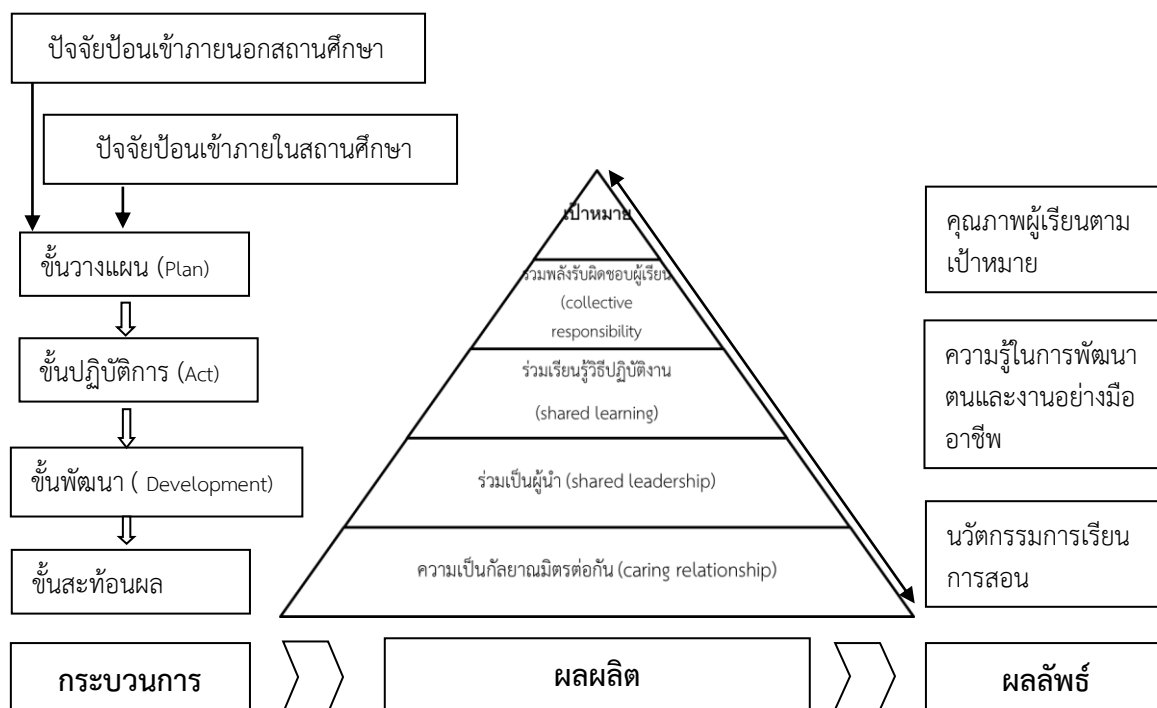 ปัจจัยป้อนเข้าภายนอกสถานศึกษา
ปัจจัยป้อนเข้าภายในสถานศึกษา
ขั้นวางแผน (Plan)
ขั้นปฏิบัติการ (Act)
ขั้นพัฒนา ( Development)
ขั้นสะท้อนผล
เป้าหมาย
ร่วมพลังรับผิดชอบผู้เรียน
(collective
responsibility
ร่วมเรียนรู้วิธีปฏิบัติงาน
(shared learning)
ร่วมเป็นผู้นำ (shared leadership)
ความเป็นกัลยาณมิตรต่อกัน (caring relationship)
คุณภาพผู้เรียนตาม
เป้าหมาย
ความรู้ในการพัฒนา
ตนและงานอย่างมือ
อาชีพ
นวัตกรรมการเรียน
การสอน
กระบวนการ
ผลผลิต
ผลลัพธ์